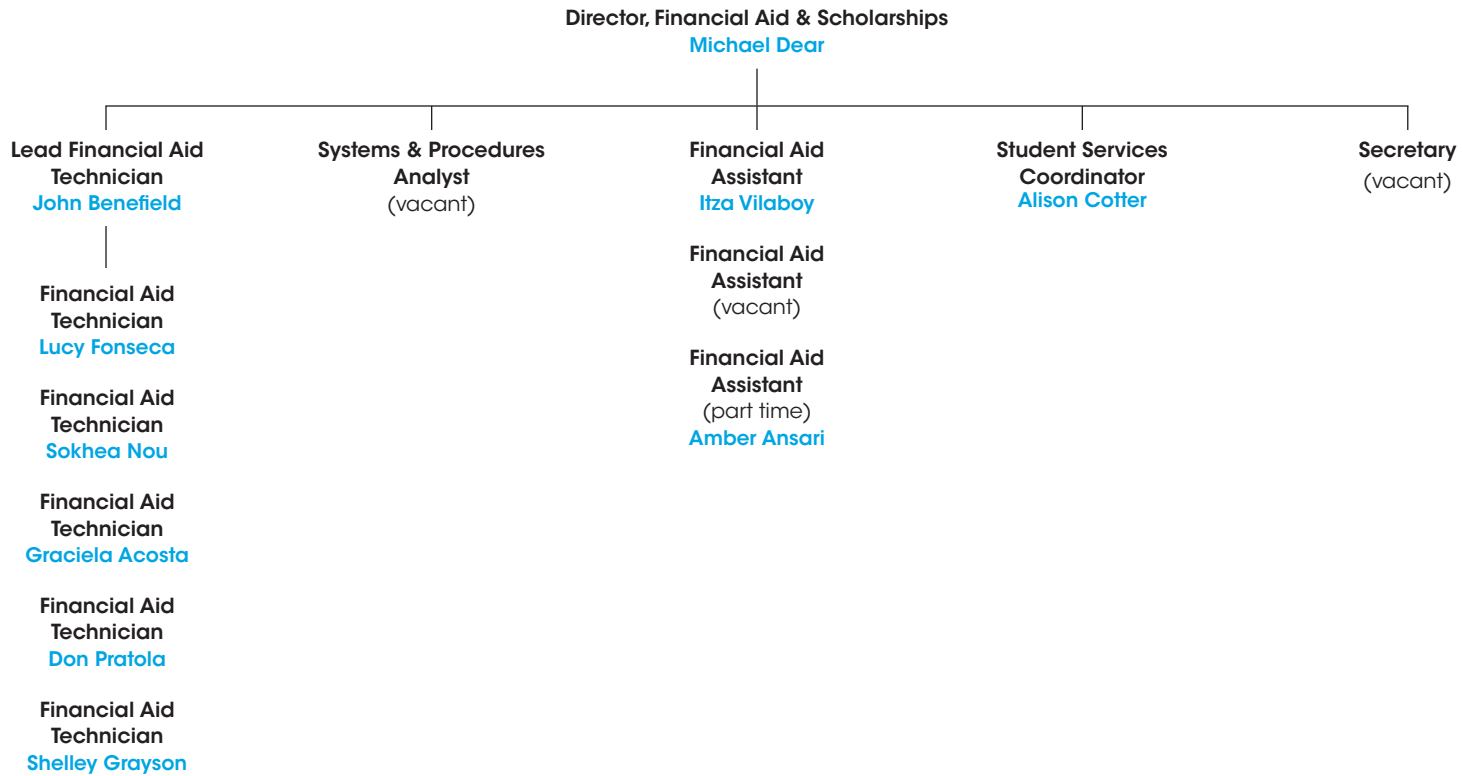 Director, Financial Aid & Scholarships
Michael Dear
Lead Financial Aid
Technician
John Benefield
Systems & Procedures
Analyst
(vacant)
Financial Aid
Assistant
Itza Vilaboy
Student Services
Coordinator
Alison Cotter
Secretary
(vacant)
Financial Aid
Technician
Lucy Fonseca
Financial Aid
Technician
Sokhea Nou
Financial Aid
Technician
Graciela Acosta
Financial Aid
Technician
Don Pratola
Financial Aid
Technician
Shelley Grayson
Financial Aid
Assistant
(vacant)
Financial Aid
Assistant
(part time)
Amber Ansari